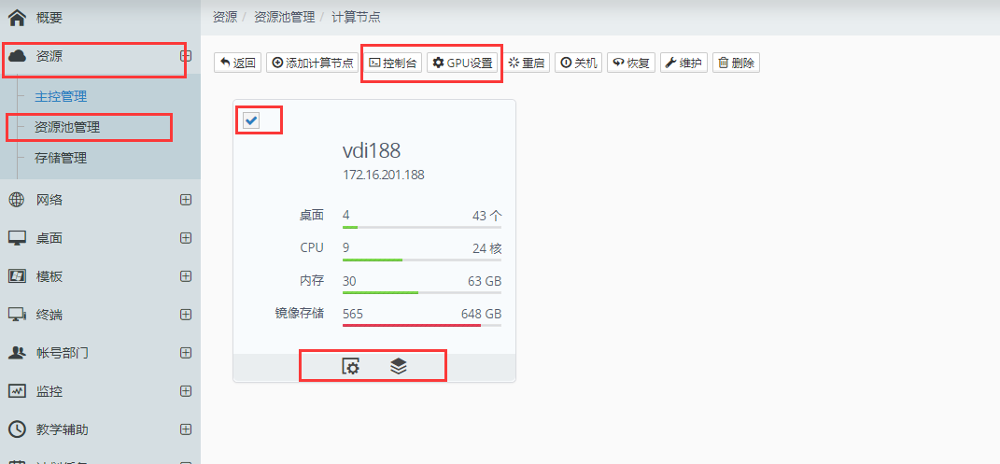 概要
资源
主控管理
资源池管理
存储管理
网络
桌面
模板
终端
帐号部门
监控
教学辅助
资源 / 资源池管理 / 计算节点
返回 添加计算节点 控制台 GPU设置 重启 关机 恢复 维护 删除
vdi188
172.16.201.188
桌面 4 43 个
CPU 9 24 核
内存 30 63 GB
镜像存储 565 648 GB